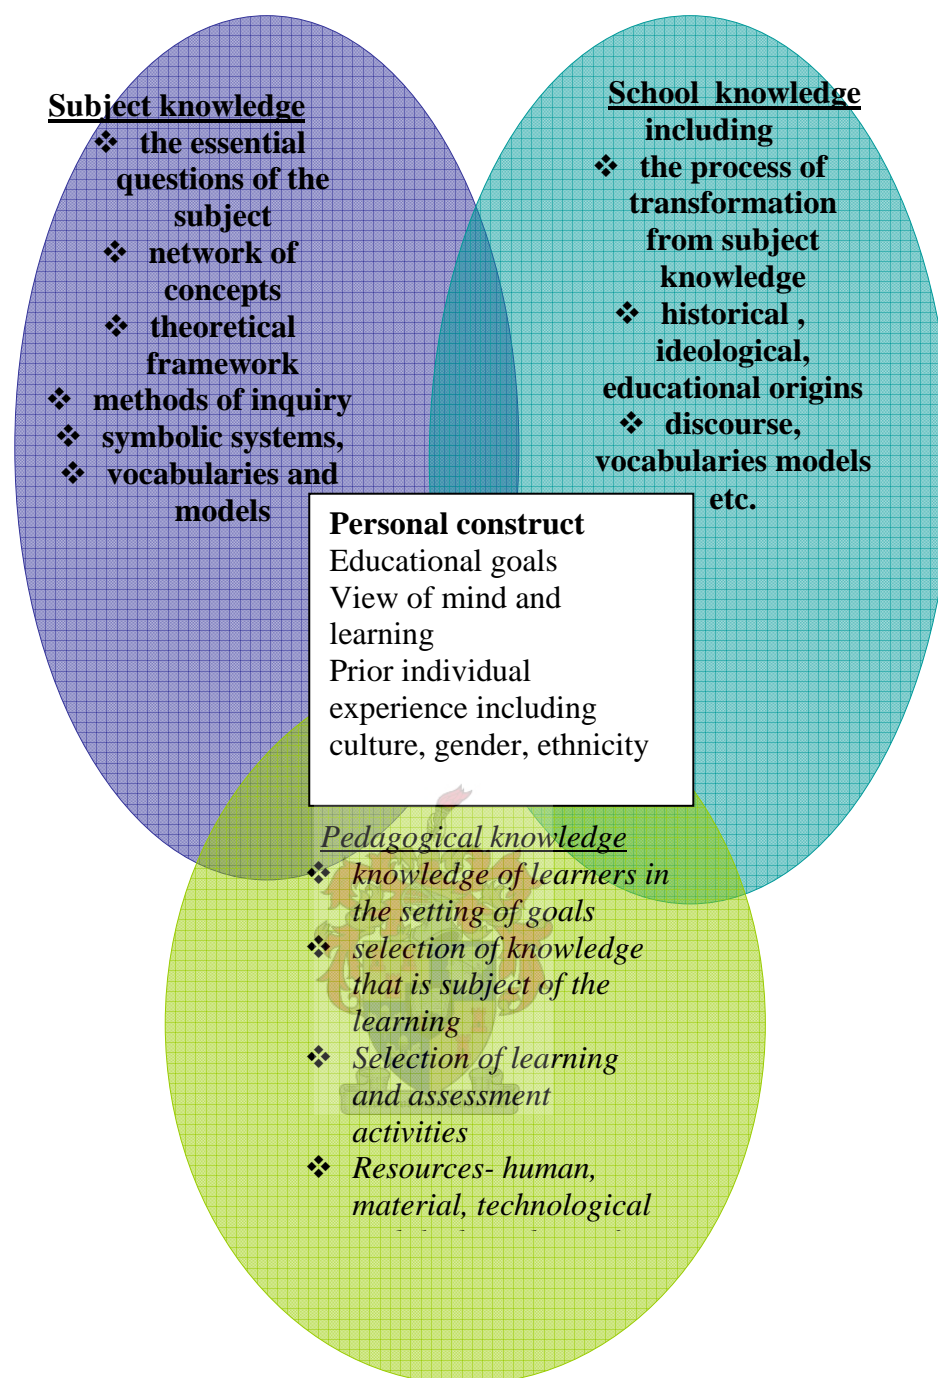 Subject knowledge
❖ the essential
questions of the
subject
❖ network of
concepts
❖ theoretical
framework
❖ methods of inquiry
❖ symbolic systems,
❖ vocabularies and
models
School knowledge
including
❖ the process of
transformation
from subject
knowledge
❖ historical ,
ideological,
educational origins
❖ discourse,
vocabularies models
etc.
Personal construct
Educational goals
View of mind and
learning
Prior individual
experience including
culture, gender, ethnicity
Pedagogical knowledge
❖ knowledge of learners in
the setting of goals
❖ selection of knowledge
that is subject of the
learning
❖ Selection of learning
and assessment
activities
❖ Resources- human,
material, technological